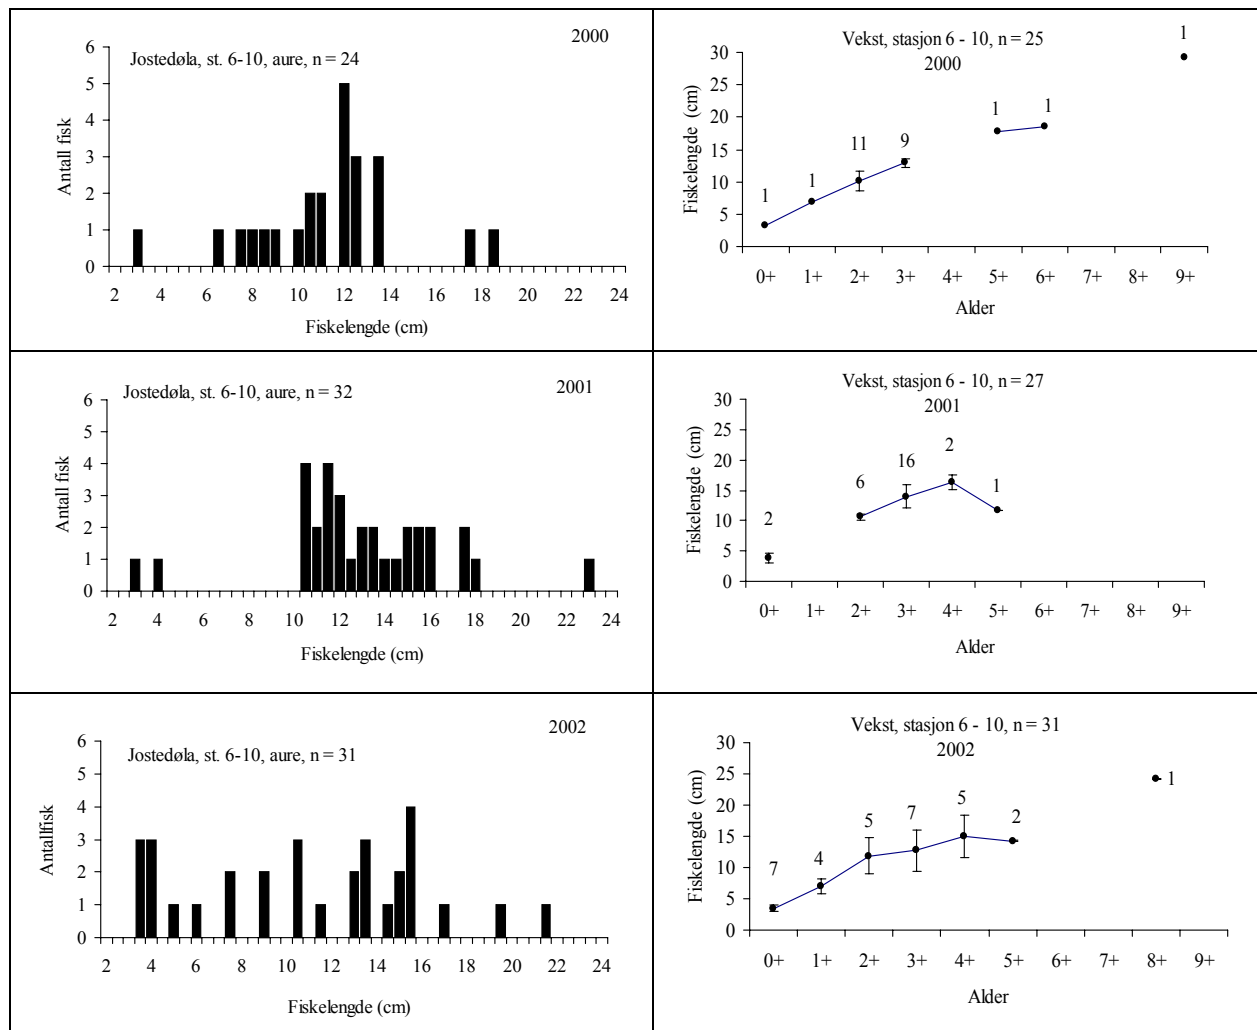 2000
Jostedøla, st. 6-10, aure, n = 24
Antall fisk
6
5
4
3
2
1
0
2 4 6 8 10 12 14 16 18 20 22 24
Fiskelengde (cm)
Vekst, stasjon 6 - 10, n = 25
2000
Fiskelengde (cm)
30
25
20
15
10
5
0
1 1 11 9 1 1 1
0+ 1+ 2+ 3+ 4+ 5+ 6+ 7+ 8+ 9+
Alder
Jostedøla, st. 6-10, aure, n = 32
2001
Antall fisk
6
5
4
3
2
1
0
2 4 6 8 10 12 14 16 18 20 22 24
Fiskelengde (cm)
Vekst, stasjon 6 - 10, n = 27
2001
Fiskelengde (cm)
30
25
20
15
10
5
0
2 6 16 2 1
0+ 1+ 2+ 3+ 4+ 5+ 6+ 7+ 8+ 9+
Alder
2002
Jostedøla, st. 6-10, aure, n = 31
Antallfisk
6
5
4
3
2
1
0
2 4 6 8 10 12 14 16 18 20 22 24
Fiskelengde (cm)
Vekst, stasjon 6 - 10, n = 31
2002
Fiskelengde (cm)
30
25
20
15
10
5
0
7 4 5 7 5 2 1
0+ 1+ 2+ 3+ 4+ 5+ 6+ 7+ 8+ 9+
Alder